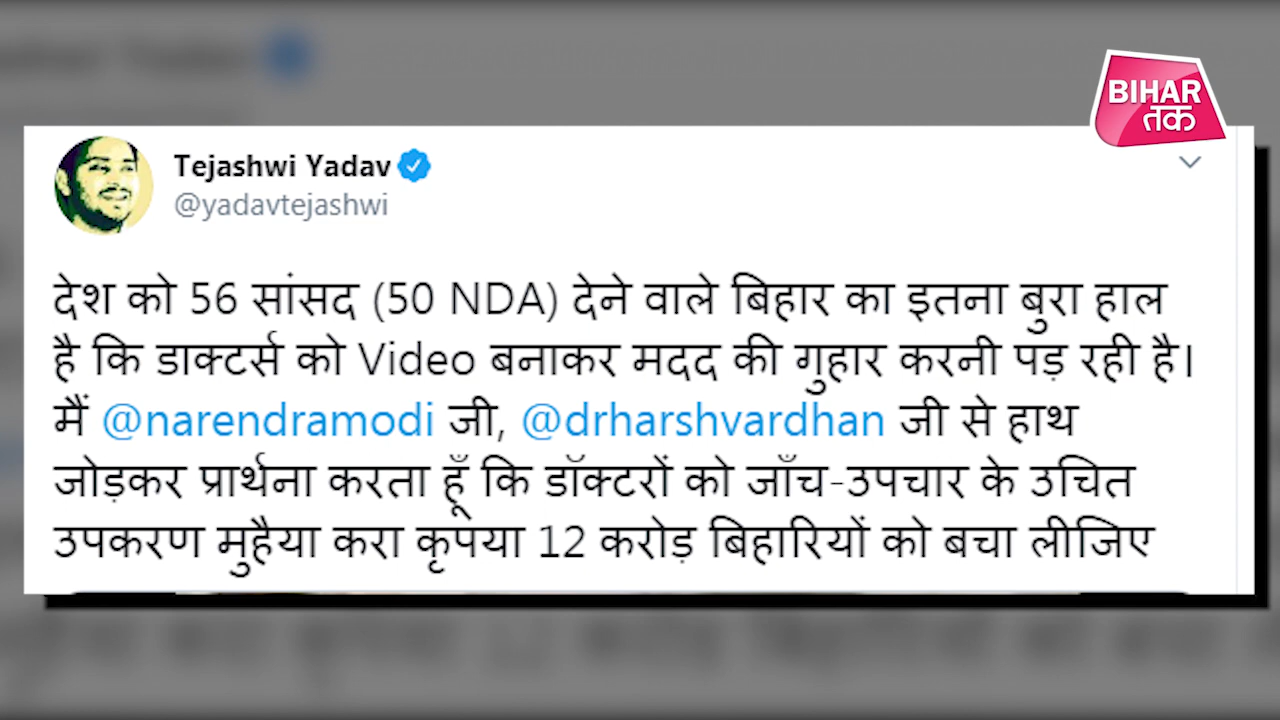 BIHAR
तक
Tejashwi Yadav
@yadavtejashwi
देश को 56 सांसद (50 NDA) देने वाले बिहार का इतना बुरा हाल
है कि डाक्टर्स को Video बनाकर मदद की गुहार करनी पड़ रही है।
मैं @narendramodi जी, @drharshvardhan जी से हाथ
जोड़कर प्रार्थना करता हूँ कि डॉक्टरों को जाँच-उपचार के उचित
उपकरण मुहैया करा कृपया 12 करोड़ बिहारियों को बचा लीजिए